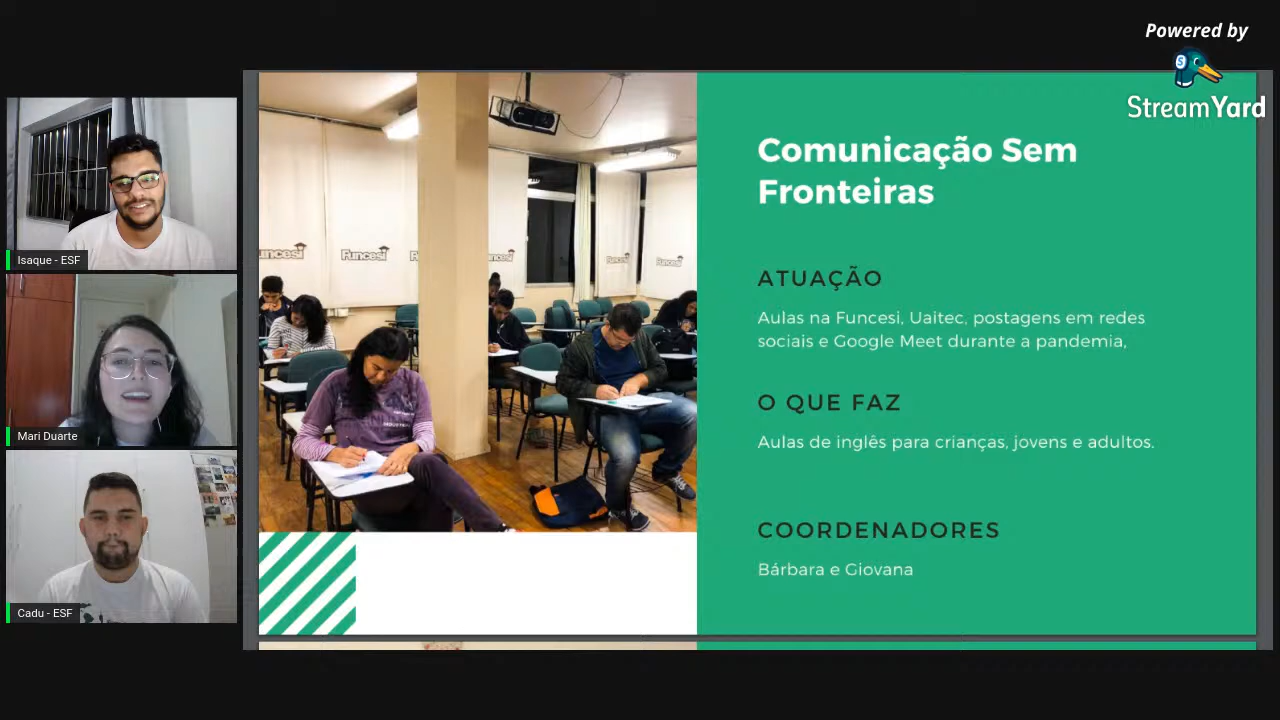 Powered by
StreamYard
Isaque - ESF
Mari Duarte
Cadu - ESF
uncesi
Funcesi
Funcesi
Funcesi
Comunicação Sem
Fronteiras
ATUAÇÃO
Aulas na Funcesi, Uaitec, postagens em redes
sociais e Google Meet durante a pandemia,
O QUE FAZ
Aulas de inglês para crianças, jovens e adultos.
COORDENADORES
Bárbara e Giovana